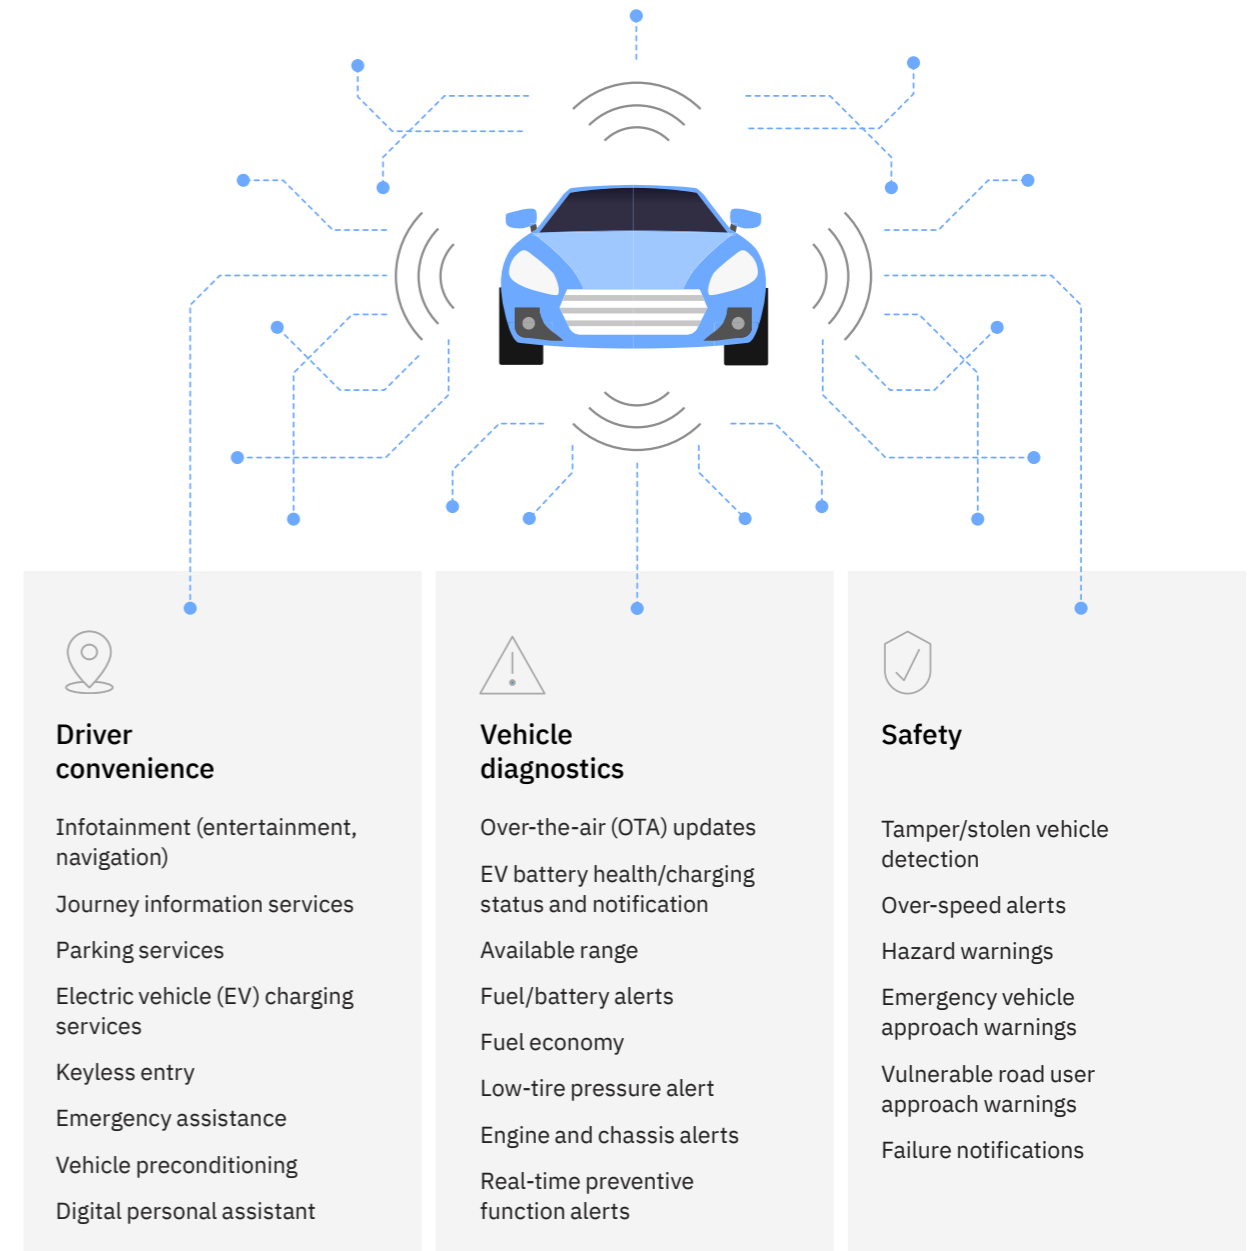 Driver
convenience
Infotainment (entertainment,
navigation)
Journey information services
Parking services
Electric vehicle (EV) charging
services
Keyless entry
Emergency assistance
Vehicle preconditioning
Digital personal assistant
Vehicle
diagnostics
Over-the-air (OTA) updates
EV battery health/charging
status and notification
Available range
Fuel/battery alerts
Fuel economy
Low-tire pressure alert
Engine and chassis alerts
Real-time preventive
function alerts
Safety
Tamper/stolen vehicle
detection
Over-speed alerts
Hazard warnings
Emergency vehicle
approach warnings
Vulnerable road user
approach warnings
Failure notifications